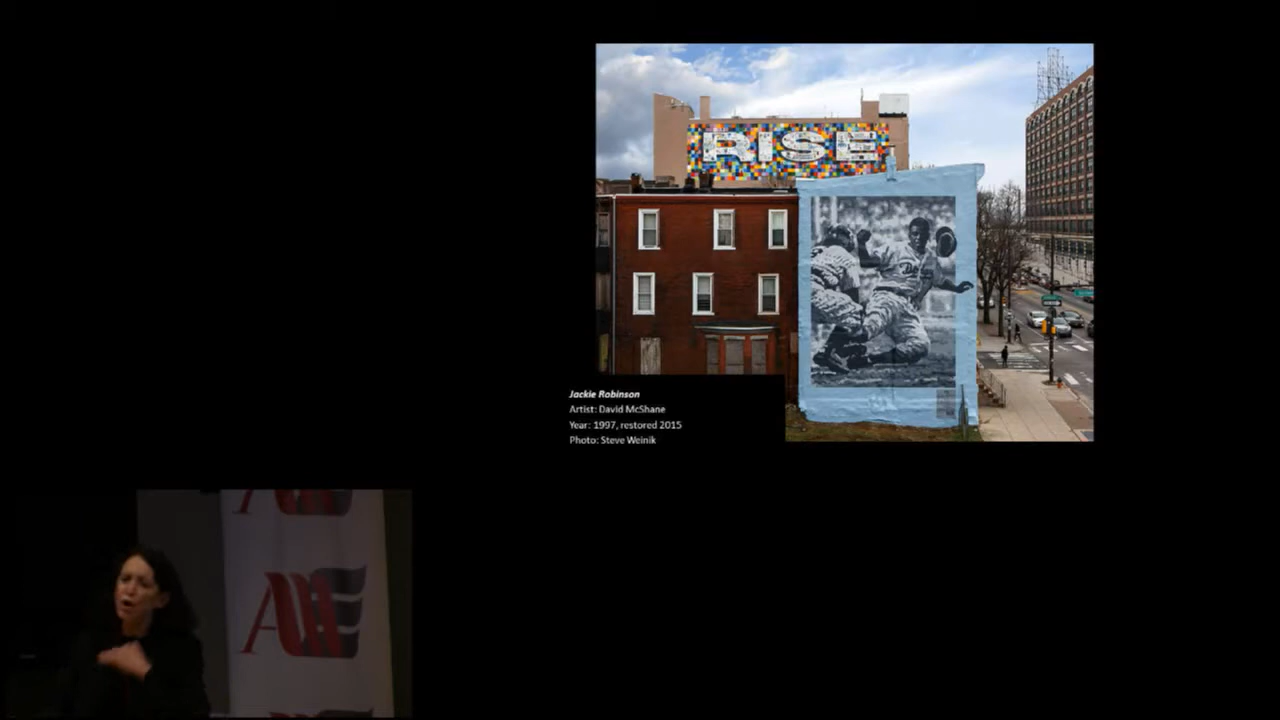 RISE
Jackie Robinson
Artist: David McShane
Year: 1997, restored 2015
Photo: Steve Weinik